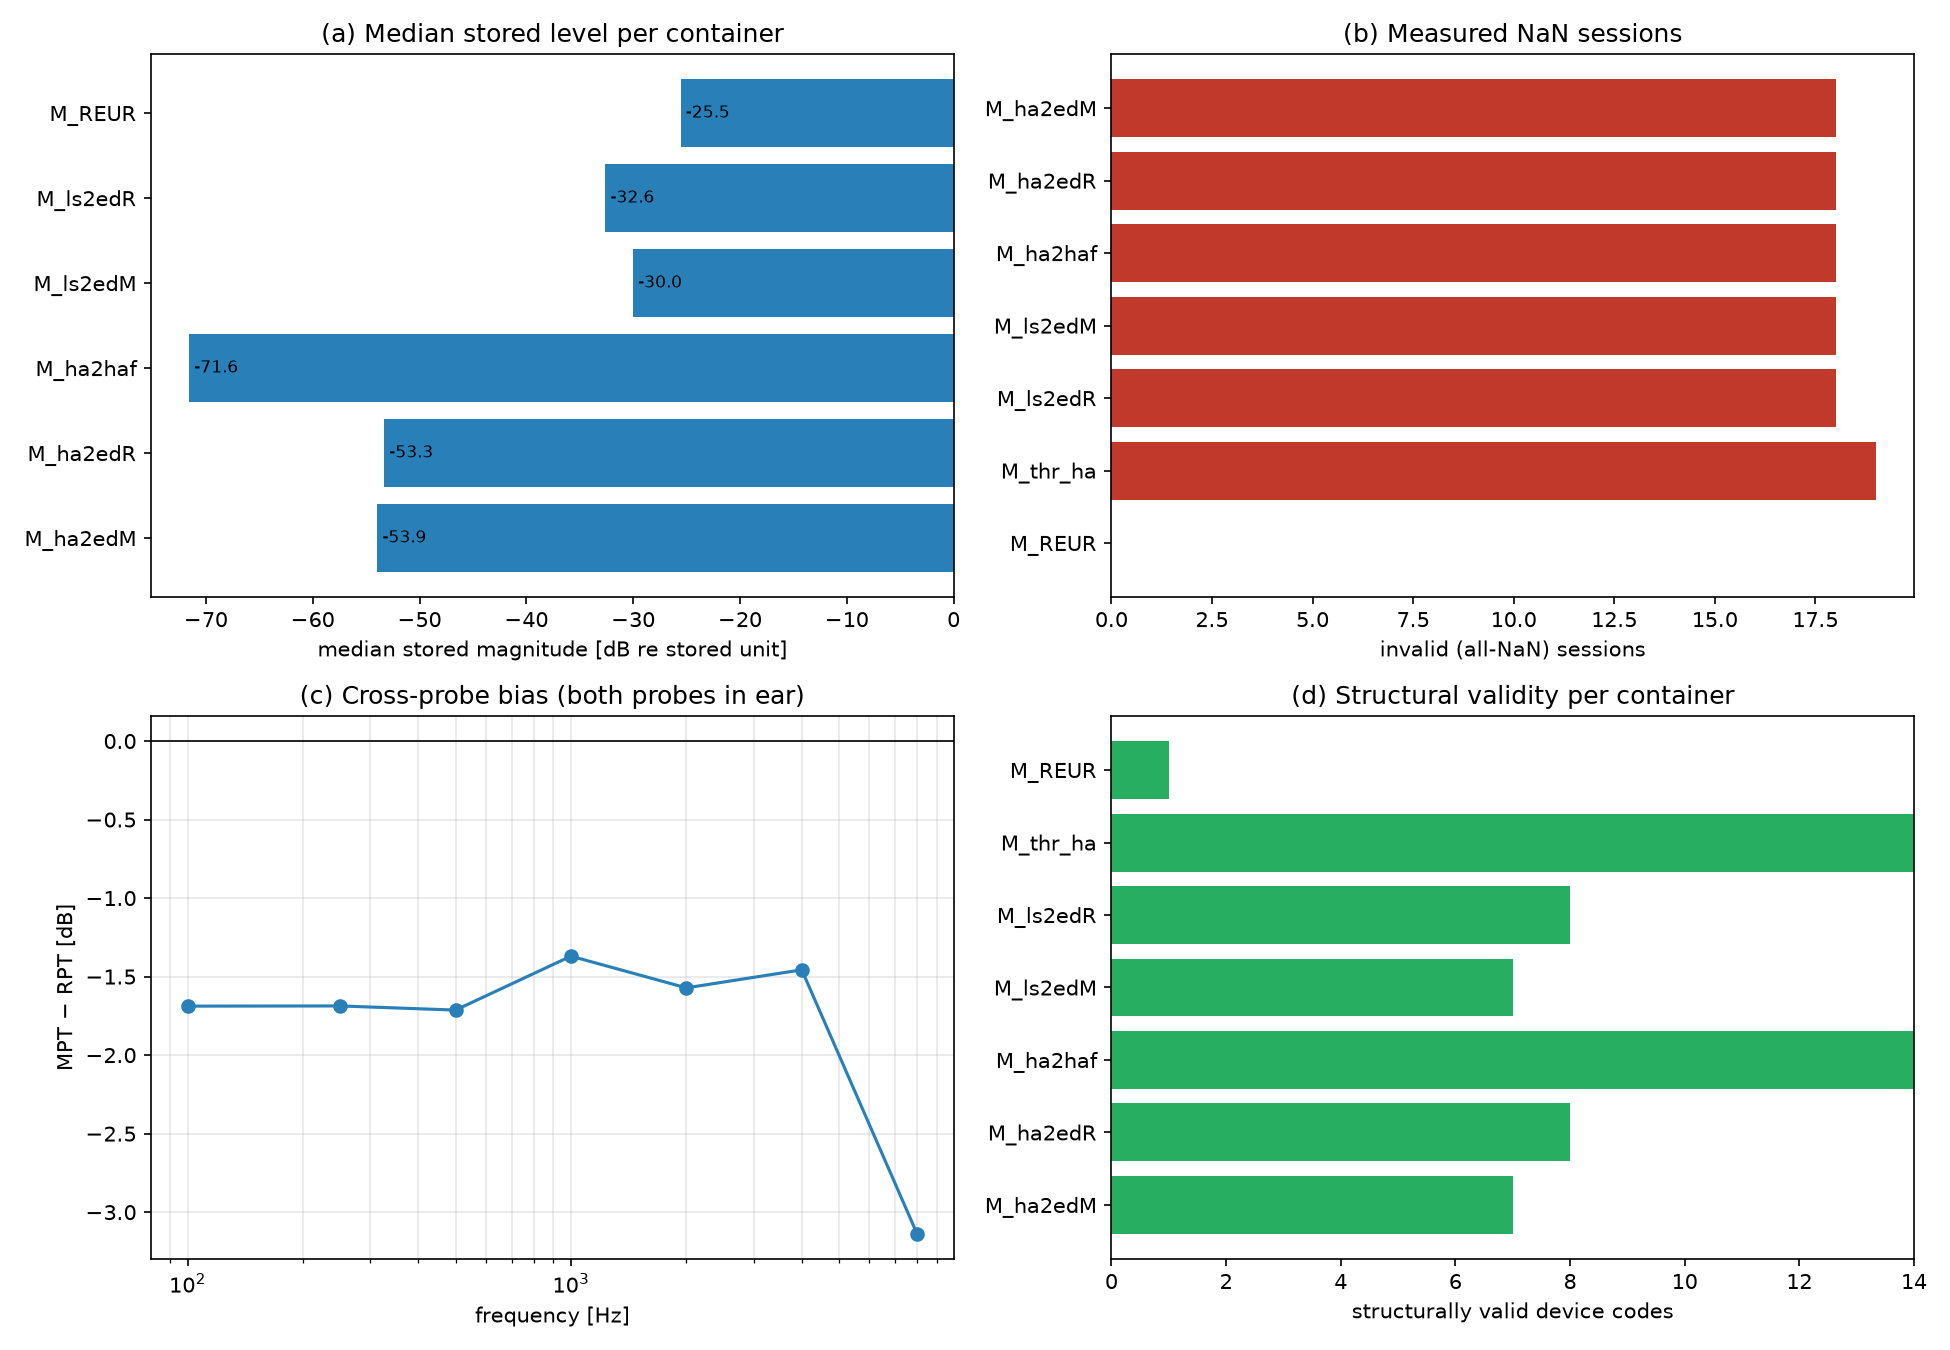 (a) Median stored level per container
M_REUR
-25.5
M_ls2edR
-32.6
M_ls2edM
-30.0
M_ha2haf
-71.6
M_ha2edR
-53.3
M_ha2edM
-53.9
−70 −60 −50 −40 −30 −20 −10 0
median stored magnitude [dB re stored unit]
(b) Measured NaN sessions
M_ha2edM
M_ha2edR
M_ha2haf
M_ls2edM
M_ls2edR
M_thr_ha
M_REUR
0.0 2.5 5.0 7.5 10.0 12.5 15.0 17.5
invalid (all-NaN) sessions
(c) Cross-probe bias (both probes in ear)
MPT − RPT [dB]
0.0
−0.5
−1.0
−1.5
−2.0
−2.5
−3.0
10² 10³
frequency [Hz]
(d) Structural validity per container
M_REUR
M_thr_ha
M_ls2edR
M_ls2edM
M_ha2haf
M_ha2edR
M_ha2edM
0 2 4 6 8 10 12 14
structurally valid device codes